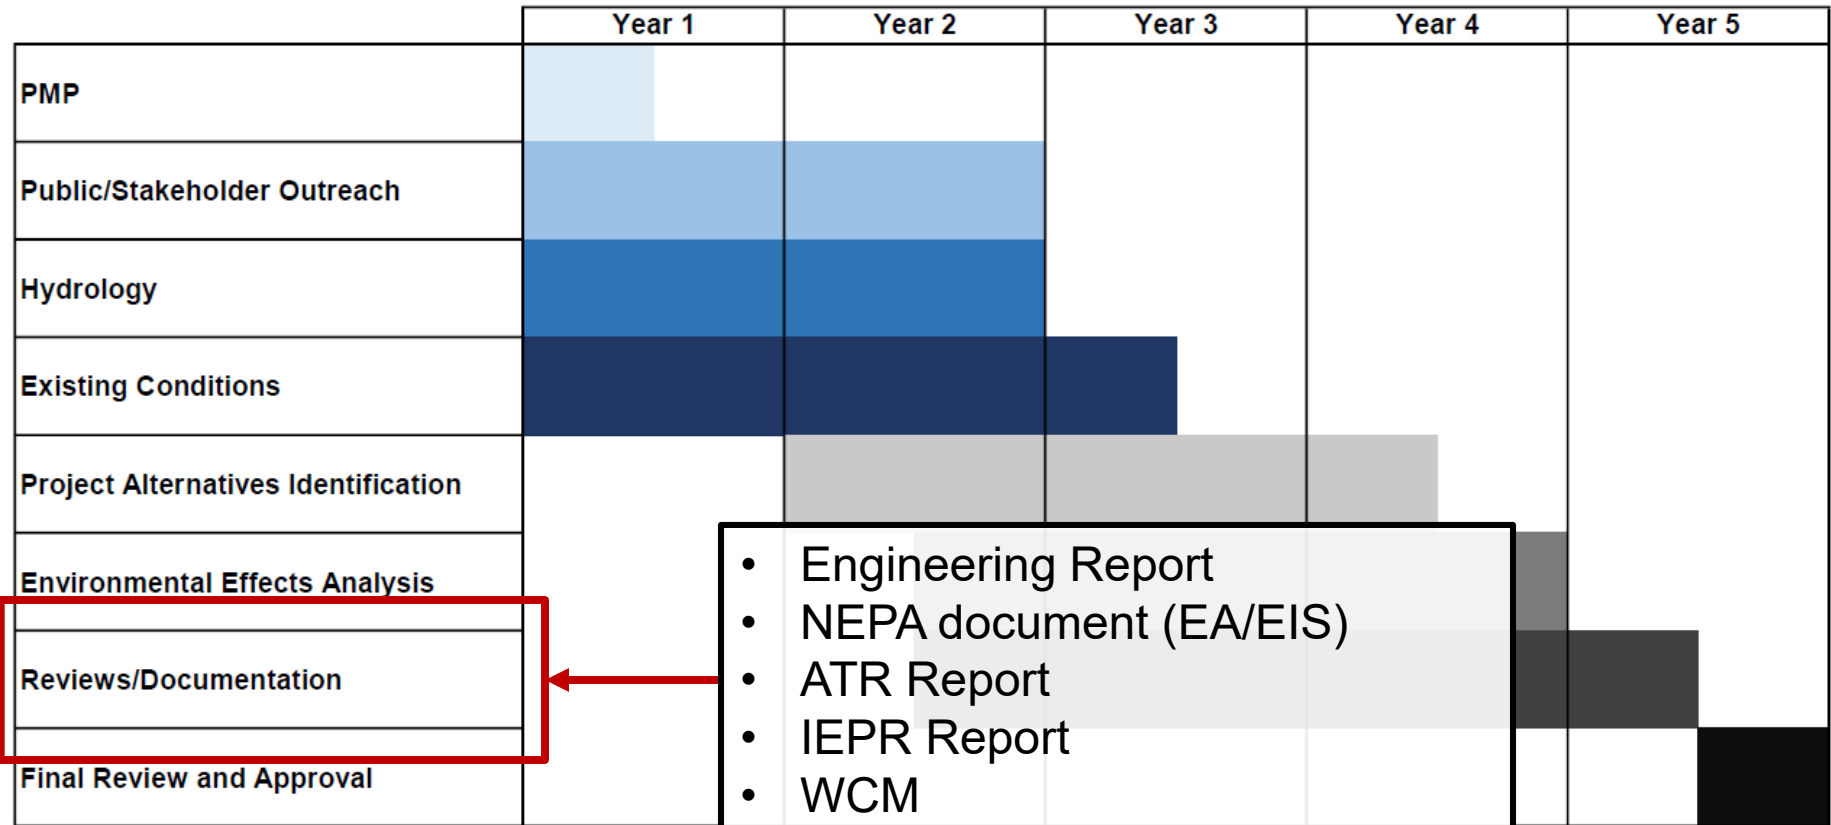 Year 1 Year 2 Year 3 Year 4 Year 5
PMP
Public/Stakeholder Outreach
Hydrology
Existing Conditions
Project Alternatives Identification
Environmental Effects Analysis
Reviews/Documentation
Final Review and Approval
• Engineering Report
• NEPA document (EA/EIS)
• ATR Report
• IEPR Report
• WCM